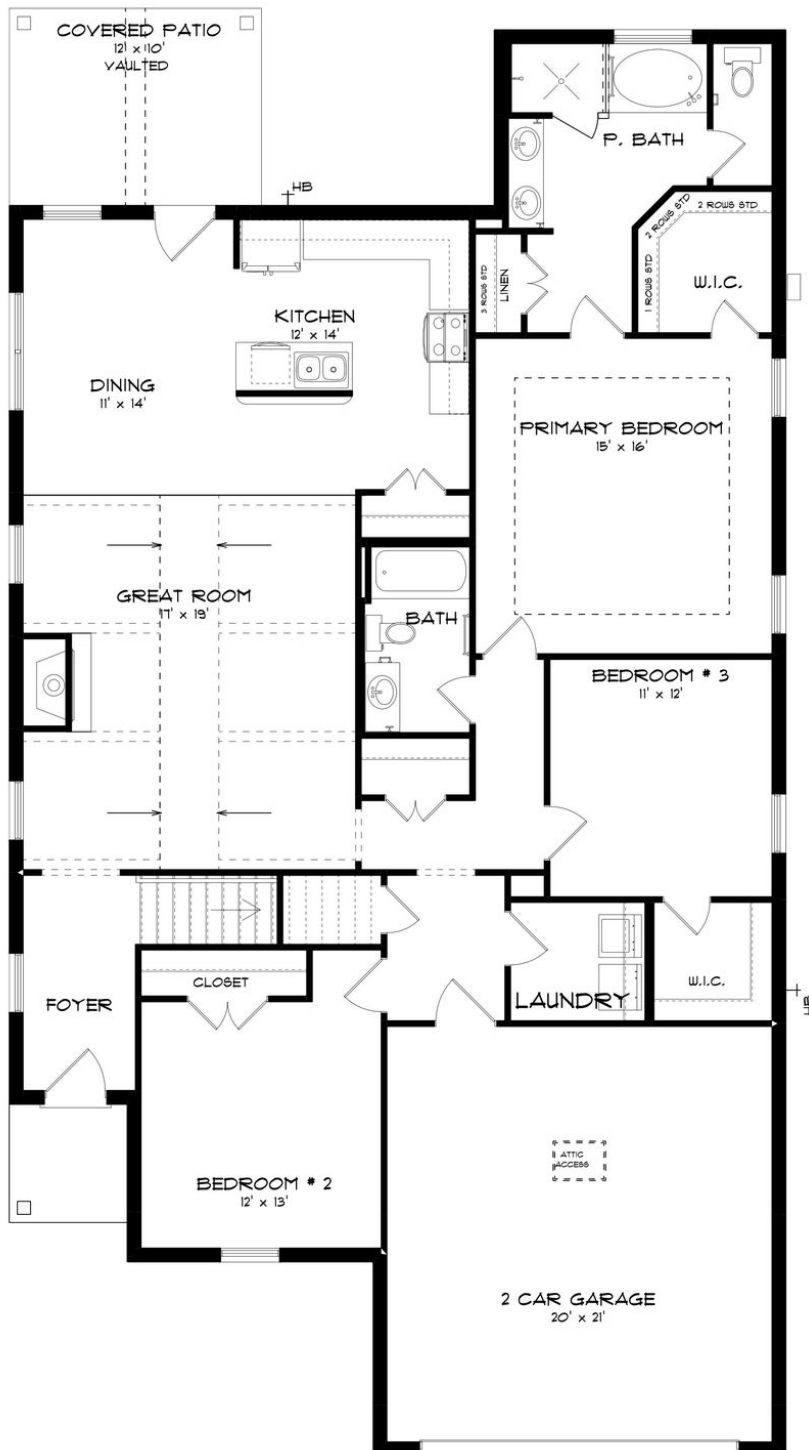 COVERED PATIO
12' x 10'
VAULTED
HB
P. BATH
2 ROWS STD
2 ROWS STD
1 ROWS STD
W.I.C.
3 ROWS STD
LINEN
KITCHEN
12' x 14'
DINING
11' x 14'
PRIMARY BEDROOM
15' x 16'
GREAT ROOM
17' x 19'
BATH
BEDROOM # 3
11' x 12'
CLOSET
FOYER
LAUNDRY
W.I.C.
HB
BEDROOM # 2
12' x 13'
ATTIC
ACCESS
2 CAR GARAGE
20' x 21'